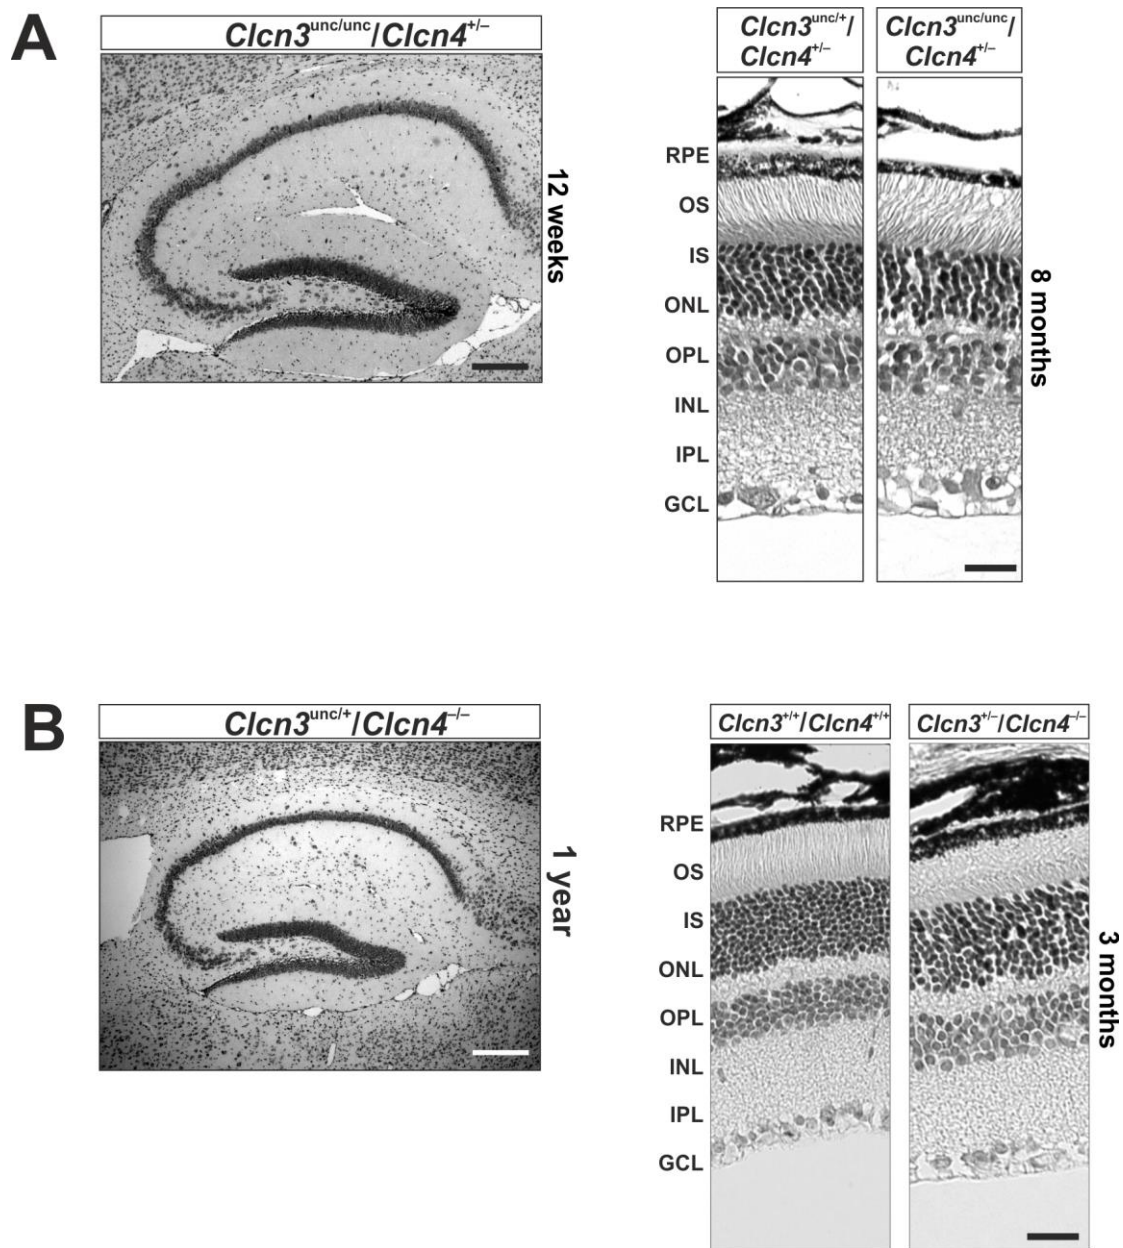 A
Clcn3unc/unc/Clcn4+/–
12 weeks
Clcn3unc/+/
Clcn4+/–
Clcn3unc/unc/
Clcn4+/–
RPE
OS
IS
ONL
OPL
INL
IPL
GCL
8 months
B
Clcn3unc/+/Clcn4–/–
1 year
Clcn3+/+/Clcn4+/+
Clcn3+/–/Clcn4–/–
RPE
OS
IS
ONL
OPL
INL
IPL
GCL
3 months